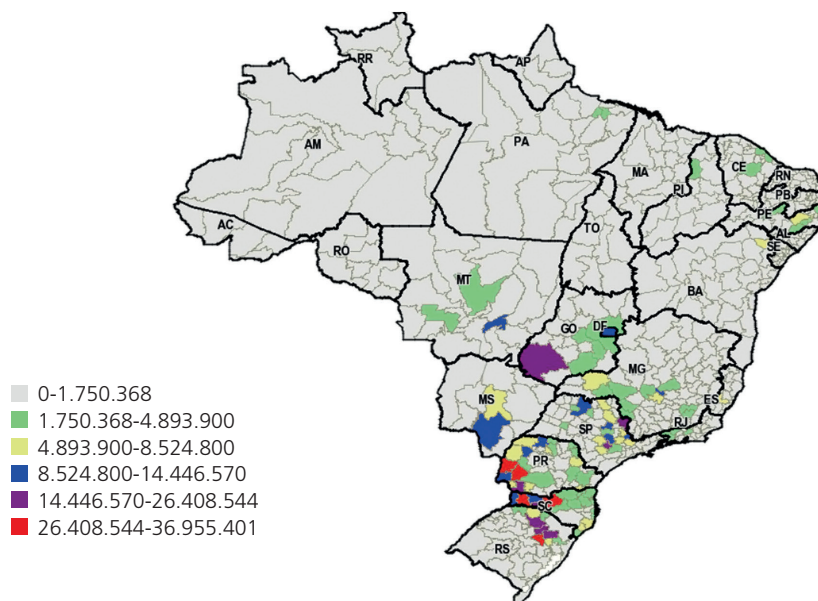 RR
AP
AM
PA
MA
CE
RN
PB
PI
PE
AL
SE
AC
TO
RO
MT
BA
GO
DF
MG
MS
ES
SP
RJ
PR
SC
RS
0-1.750.368
1.750.368-4.893.900
4.893.900-8.524.800
8.524.800-14.446.570
14.446.570-26.408.544
26.408.544-36.955.401